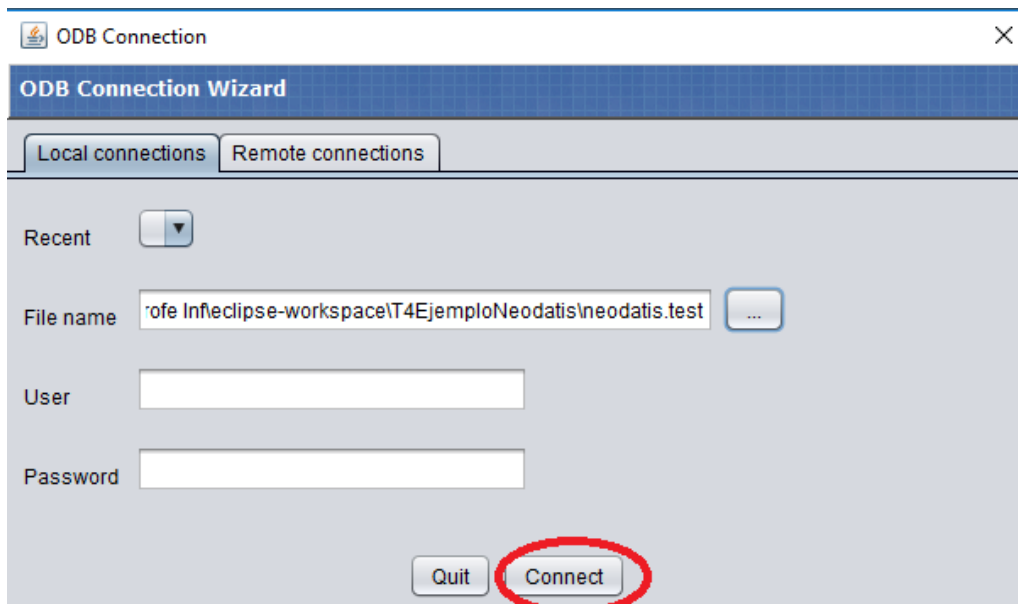 ODB Connection
ODB Connection Wizard
Local connections Remote connections
Recent
File name rofe Inf\eclipse-workspace\T4EjemploNeodatis\neodatis.test ...
User
Password
Quit Connect